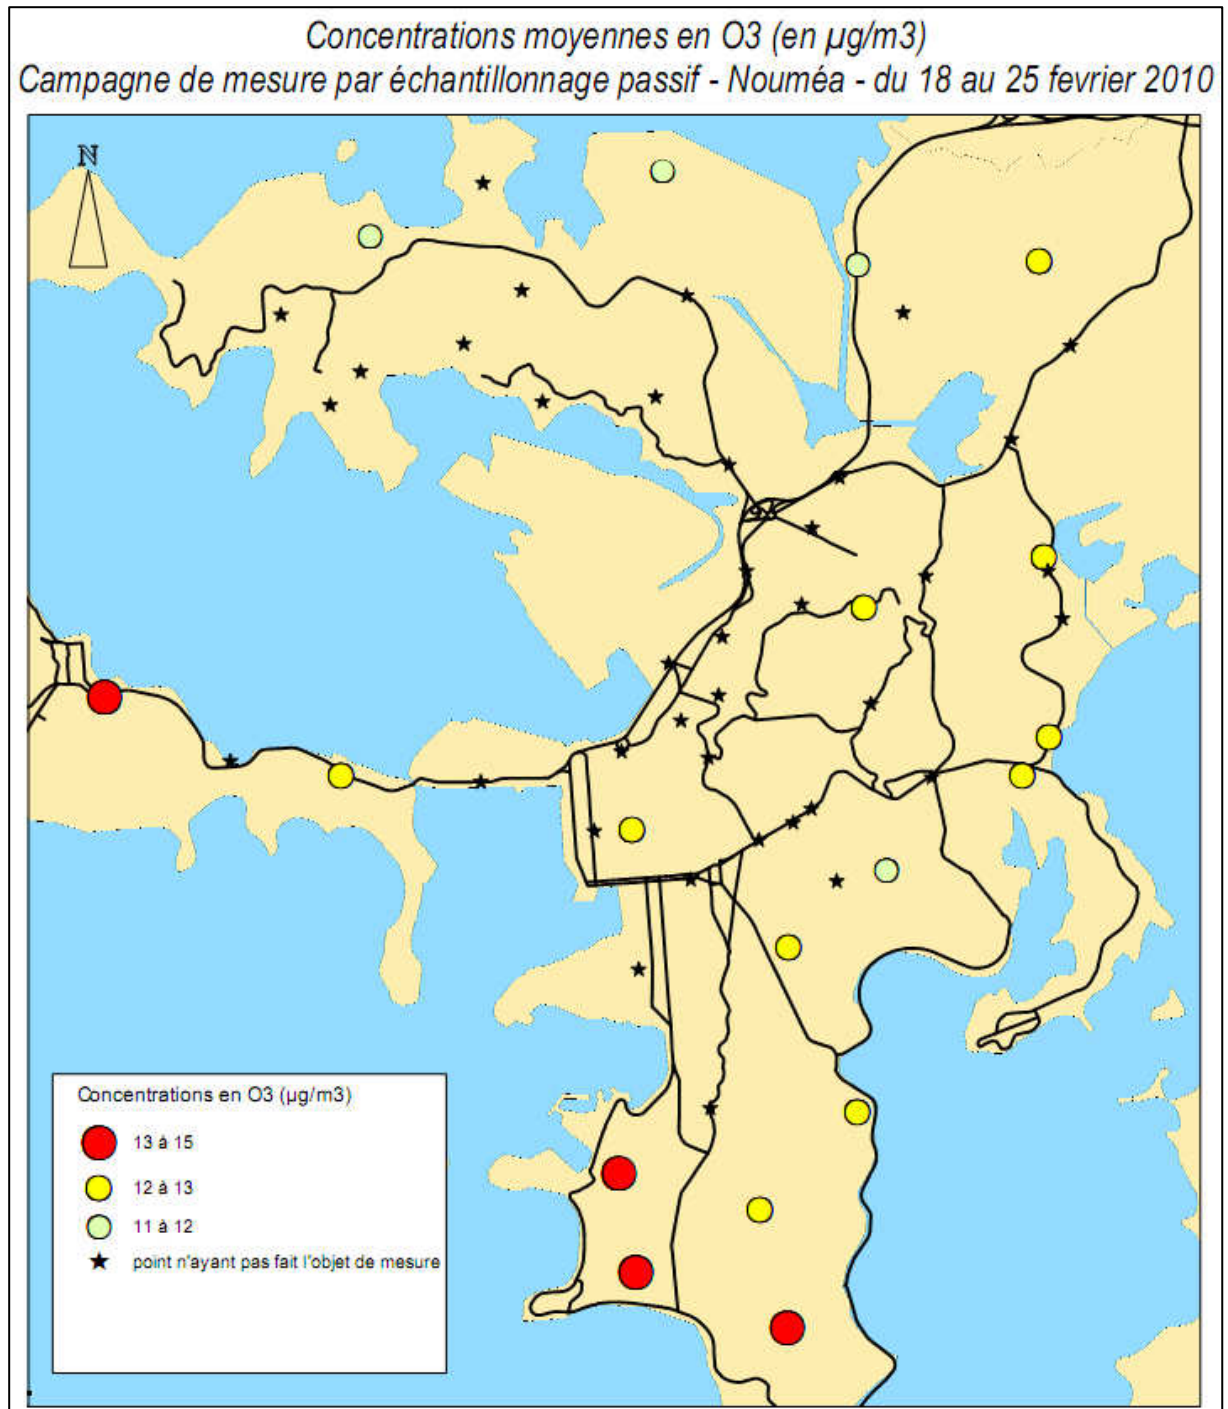 Concentrations moyennes en O3 (en µg/m3)
Campagne de mesure par échantillonnage passif - Nouméa - du 18 au 25 fevrier 2010
N
Concentrations en O3 (µg/m3)
13 à 15
12 à 13
11 à 12
point n'ayant pas fait l'objet de mesure